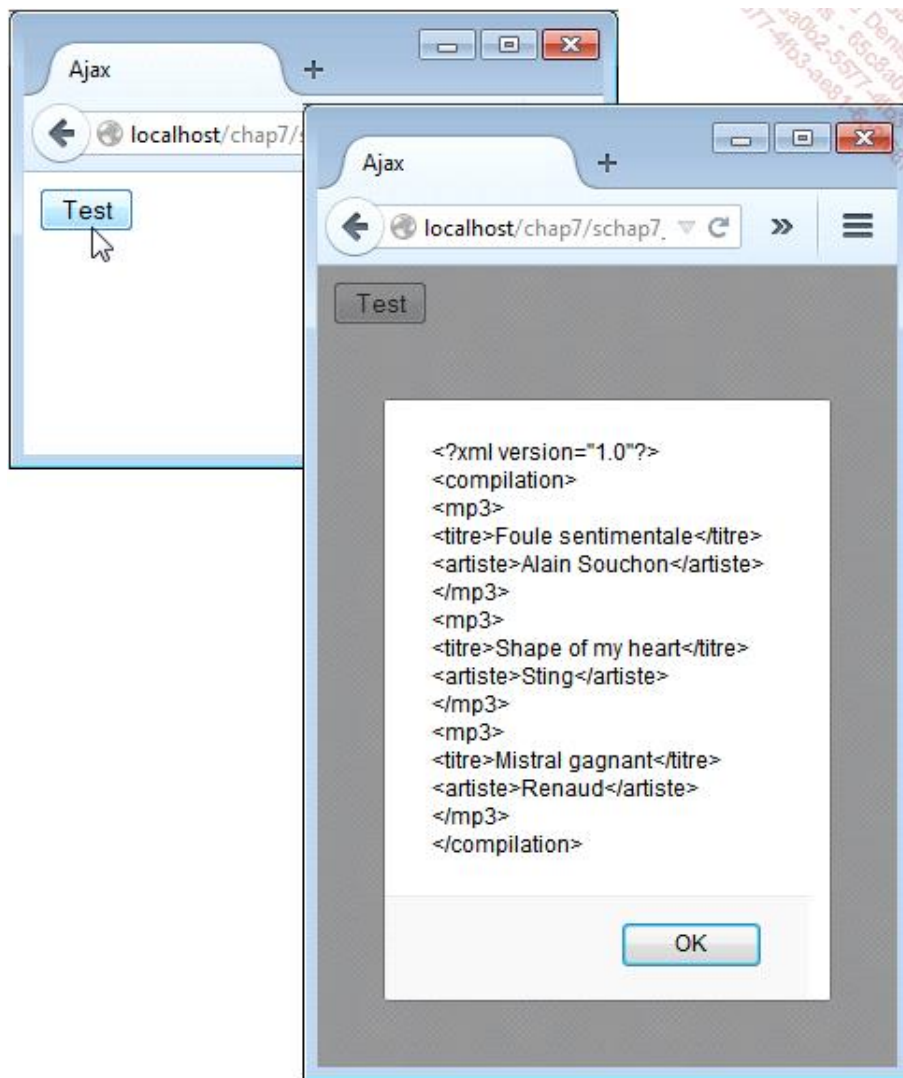 Ajax
localhost/chap7/s
Test
Ajax
localhost/chap7/schap7_
Test
<?xml version="1.0"?>
<compilation>
<mp3>
<titre>Foule sentimentale</titre>
<artiste>Alain Souchon</artiste>
</mp3>
<mp3>
<titre>Shape of my heart</titre>
<artiste>Sting</artiste>
</mp3>
<mp3>
<titre>Mistral gagnant</titre>
<artiste>Renaud</artiste>
</mp3>
</compilation>
OK